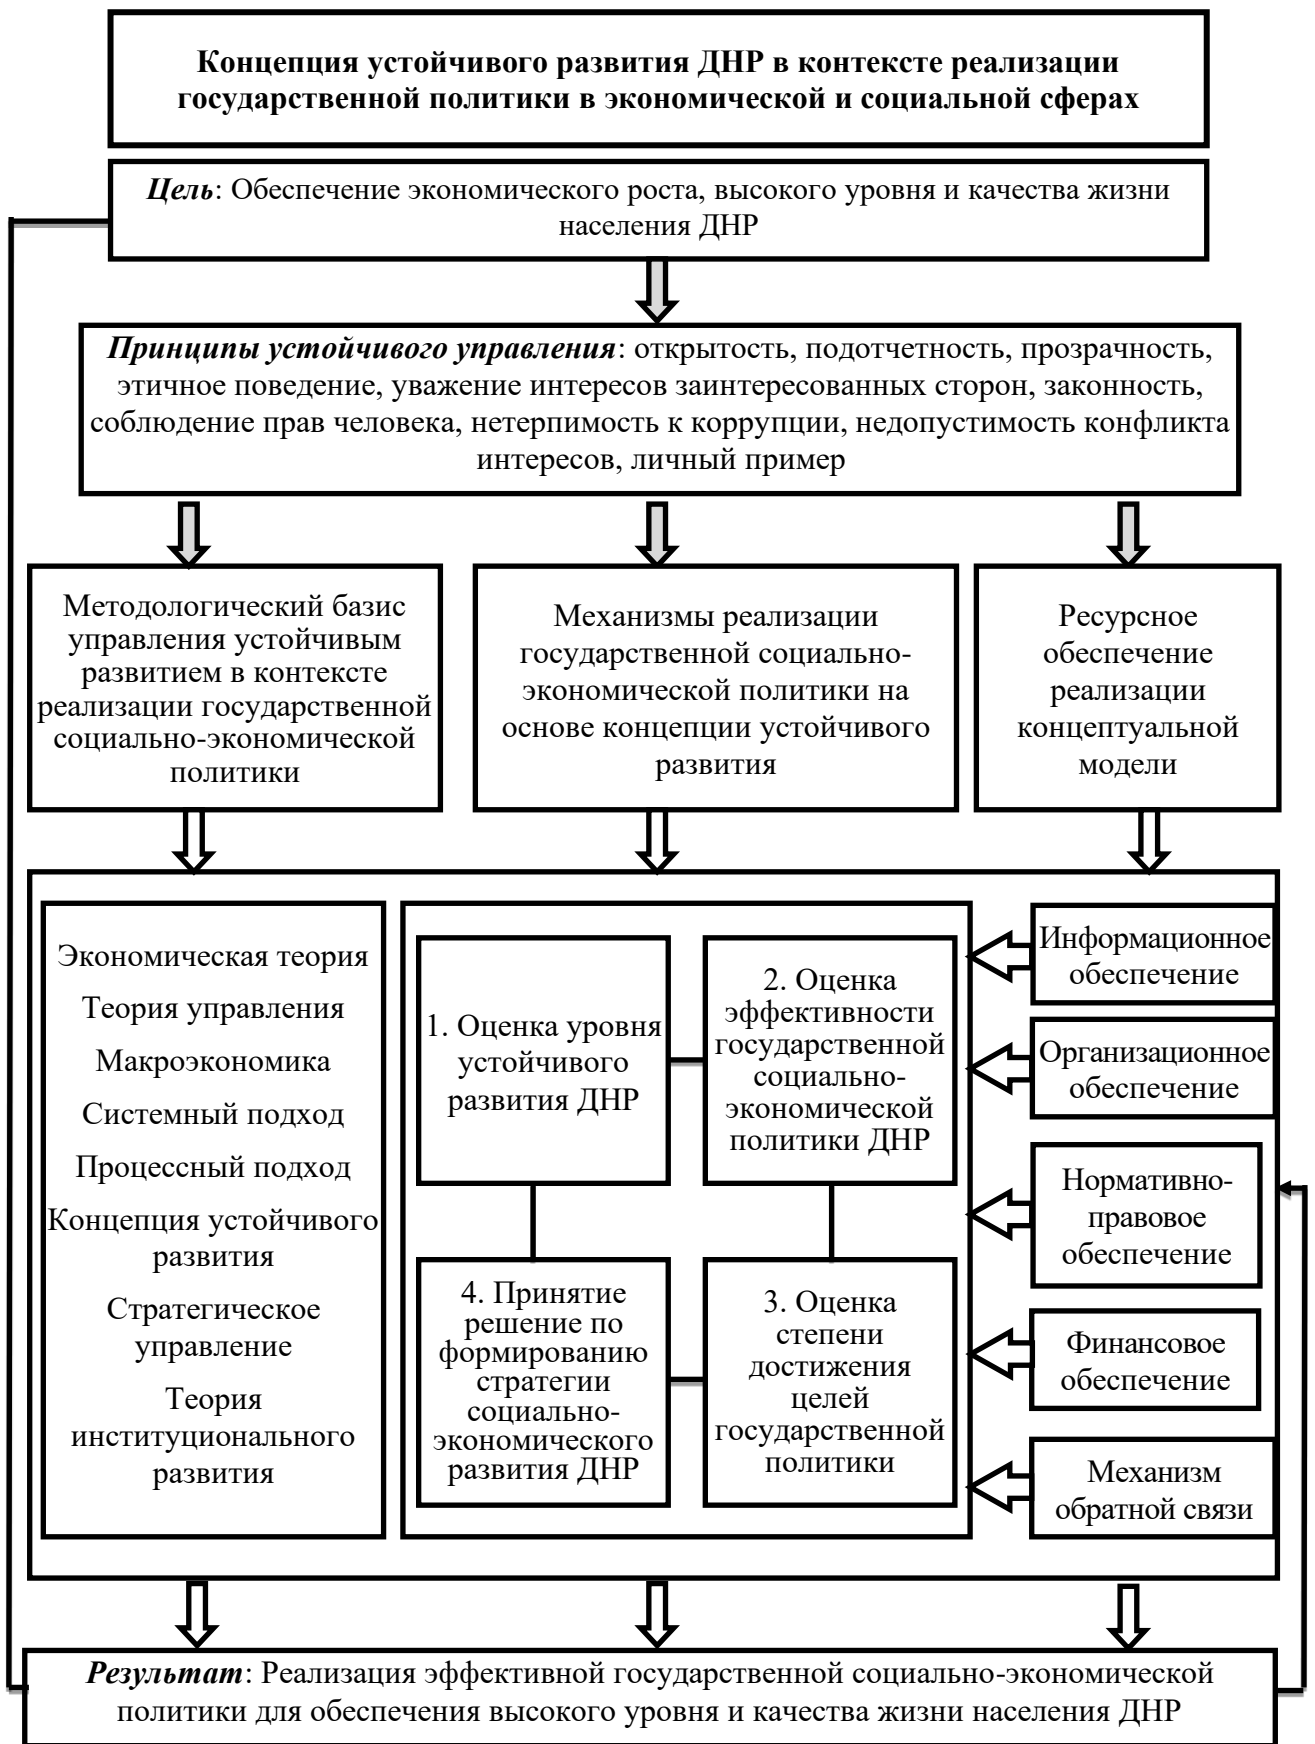 Концепция устойчивого развития ДНР в контексте реализации
государственной политики в экономической и социальной сферах
Цель: Обеспечение экономического роста, высокого уровня и качества жизни
населения ДНР
Принципы устойчивого управления: открытость, подотчетность, прозрачность,
этичное поведение, уважение интересов заинтересованных сторон, законность,
соблюдение прав человека, нетерпимость к коррупции, недопустимость конфликта
интересов, личный пример
Методологический базис
управления устойчивым
развитием в контексте
реализации государственной
социально-экономической
политики
Механизмы реализации
государственной социально-
экономической политики на
основе концепции устойчивого
развития
Ресурсное
обеспечение
реализации
концептуальной
модели
Экономическая теория
Теория управления
Макроэкономика
Системный подход
Процессный подход
Концепция устойчивого
развития
Стратегическое
управление
Теория
институционального
развития
1. Оценка уровня
устойчивого
развития ДНР
2. Оценка
эффективности
государственной
социально-
экономической
политики ДНР
4. Принятие
решение по
формированию
стратегии
социально-
экономического
развития ДНР
3. Оценка
степени
достижения
целей
государственной
политики
Информационное
обеспечение
Организационное
обеспечение
Нормативно-
правовое
обеспечение
Финансовое
обеспечение
Механизм
обратной связи
Результат: Реализация эффективной государственной социально-экономической
политики для обеспечения высокого уровня и качества жизни населения ДНР